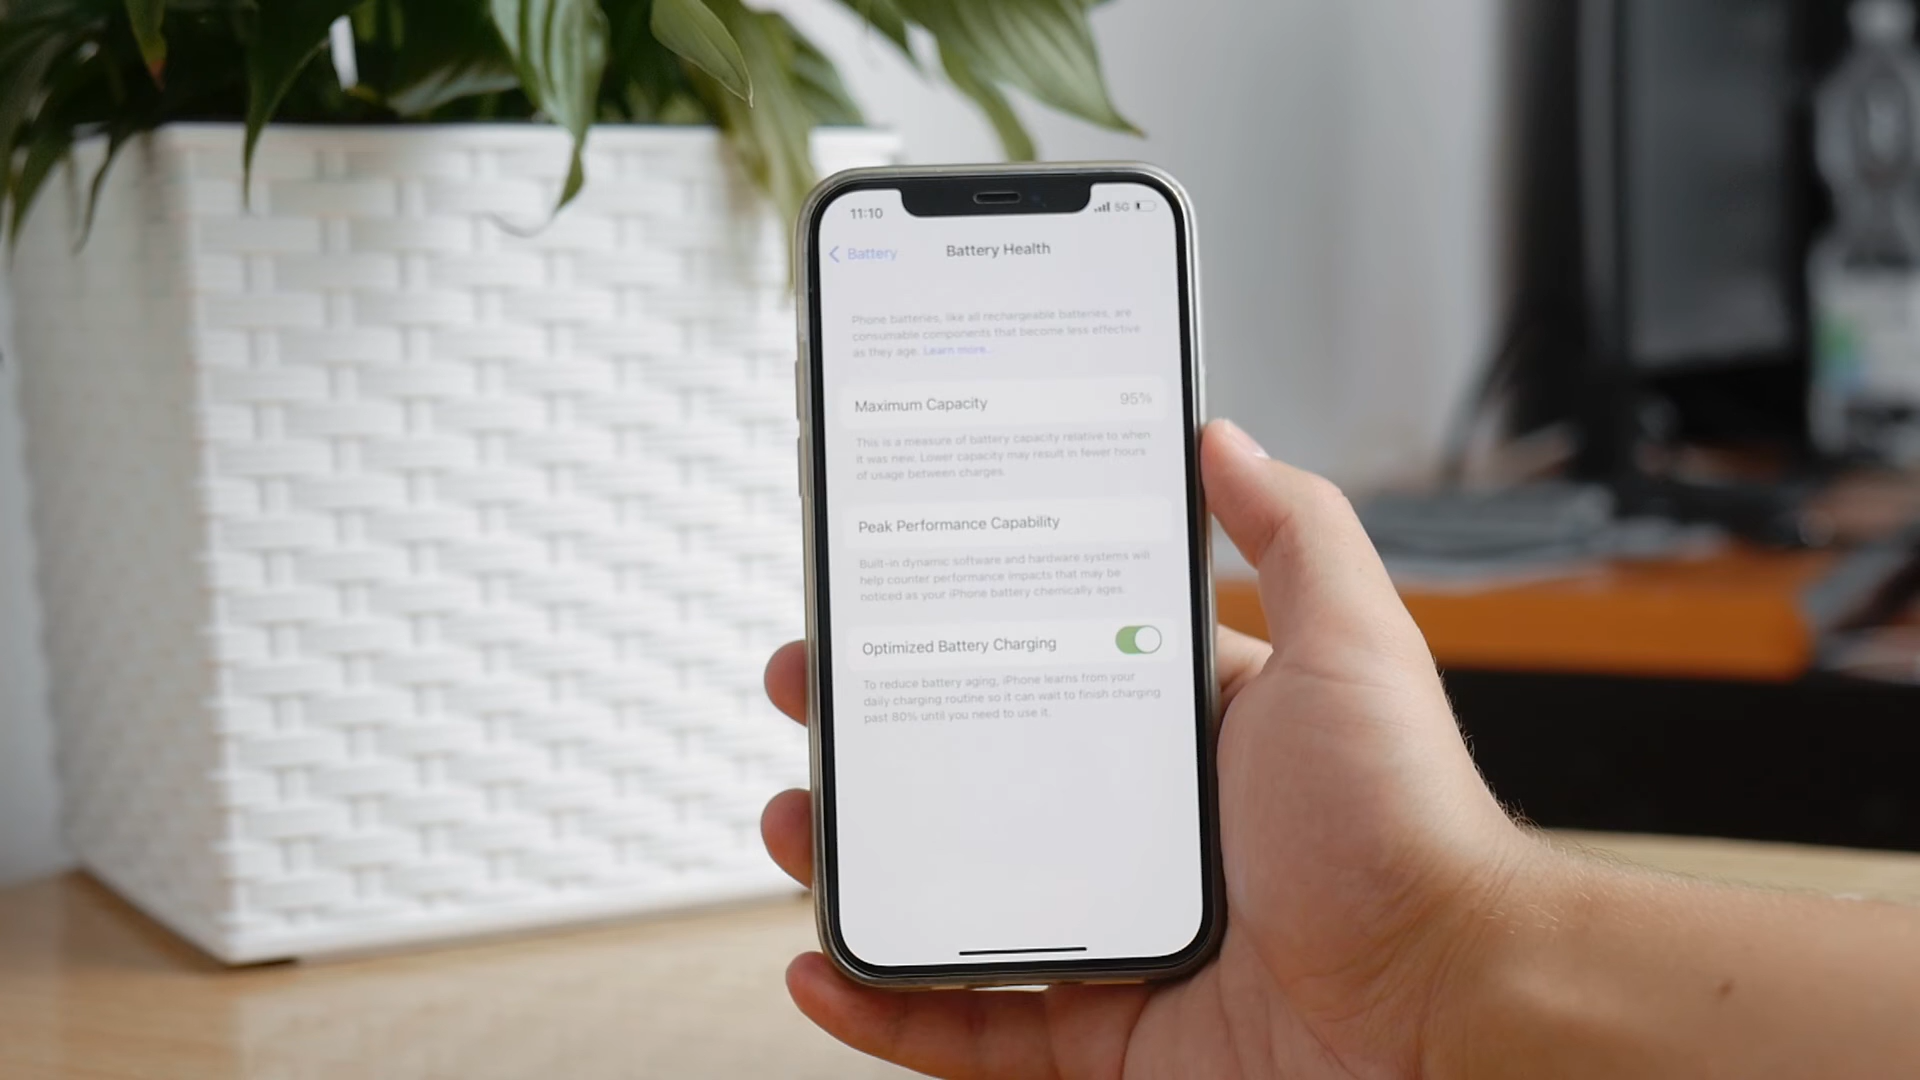 11:10
5G
Battery
Battery Health
Phone batteries, like all rechargeable batteries, are
consumable components that become less effective
as they age. Learn more...
Maximum Capacity 95%
This is a measure of battery capacity relative to when
it was new. Lower capacity may result in fewer hours
of usage between charges.
Peak Performance Capability
Built-in dynamic software and hardware systems will
help counter performance impacts that may be
noticed as your iPhone battery chemically ages.
Optimized Battery Charging
To reduce battery aging, iPhone learns from your
daily charging routine so it can wait to finish charging
past 80% until you need to use it.